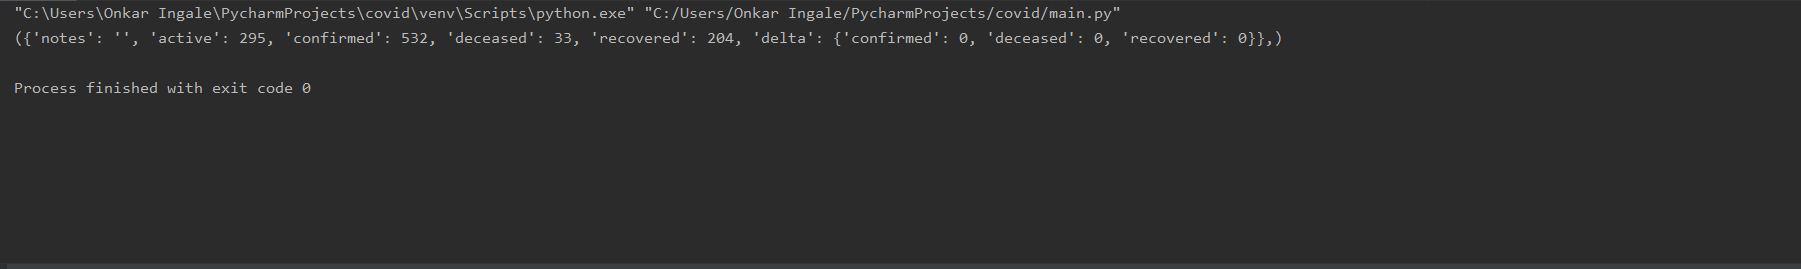 "C:\Users\Onkar Ingale\PycharmProjects\covid\venv\Scripts\python.exe" "C:/Users/Onkar Ingale/PycharmProjects/covid/main.py"
({'notes': '', 'active': 295, 'confirmed': 532, 'deceased': 33, 'recovered': 204, 'delta': {'confirmed': 0, 'deceased': 0, 'recovered': 0}},)
Process finished with exit code 0